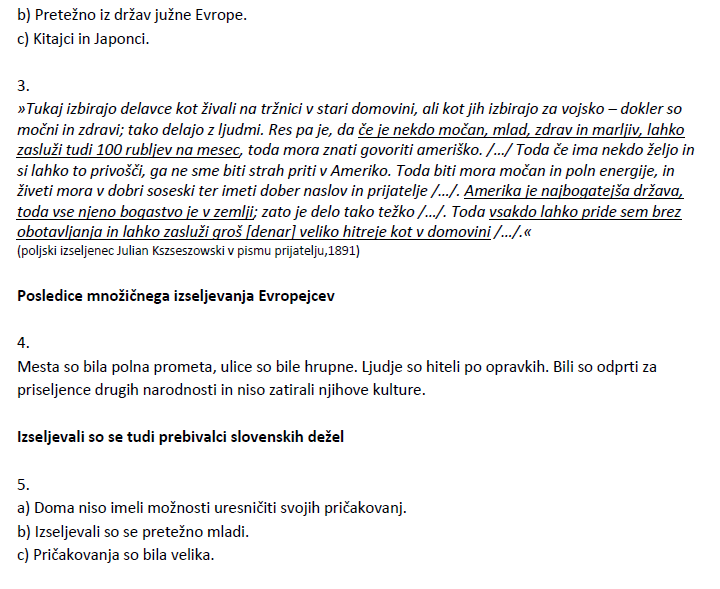 b) Pretežno iz držav južne Evrope.
c) Kitajci in Japonci.
3.
»Tukaj izbirajo delavce kot živali na tržnici v stari domovini, ali kot jih izbirajo za vojsko – dokler so
močni in zdravi; tako delajo z ljudmi. Res pa je, da če je nekdo močan, mlad, zdrav in marljiv, lahko
zasluži tudi 100 rubljev na mesec, toda mora znati govoriti ameriško. /…/ Toda če ima nekdo željo in
si lahko to privošči, ga ne sme biti strah priti v Ameriko. Toda biti mora močan in poln energije, in
živeti mora v dobri soseski ter imeti dober naslov in prijatelje /…/. Amerika je najbogatejša država,
toda vse njeno bogastvo je v zemlji; zato je delo tako težko /…/. Toda vsakdo lahko pride sem brez
obotavljanja in lahko zasluži groš [denar] veliko hitreje kot v domovini /…/.«
(poljski izseljenec Julian Kszseszowski v pismu prijatelju,1891)
Posledice množičnega izseljevanja Evropejcev
4.
Mesta so bila polna prometa, ulice so bile hrupne. Ljudje so hiteli po opravkih. Bili so odprti za
priseljence drugih narodnosti in niso zatirali njihove kulture.
Izseljevali so se tudi prebivalci slovenskih dežel
5.
a) Doma niso imeli možnosti uresničiti svojih pričakovanj.
b) Izseljevali so se pretežno mladi.
c) Pričakovanja so bila velika.